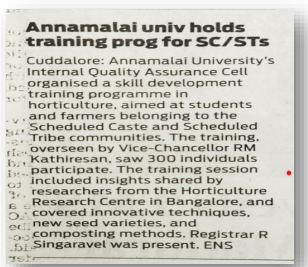 Annamalai univ holds
training prog for SC/STs
Cuddalore: Annamalai University's
Internal Quality Assurance Cell
organised a skill development
training programme in
horticulture, aimed at students
and farmers belonging to the
Scheduled Caste and Scheduled
Tribe communities. The training,
overseen by Vice-Chancellor RM
Kathiresan, saw 300 individuals
participate. The training session
included insights shared by
researchers from the Horticulture
Research Centre in Bangalore, and
covered innovative techniques,
new seed varieties, and
composting methods. Registrar R
Singaravel was present. ENS